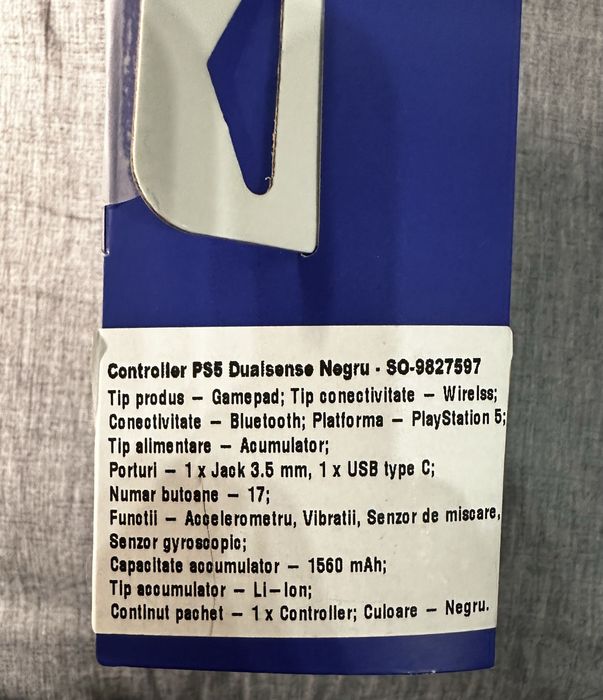 Controller PS5 Dualsense Negru - SO-9827597
Tip produs – Gamepad; Tip conectivitate – Wirelss;
Conectivitate – Bluetooth; Platforma – PlayStation 5;
Tip alimentare – Acumulator;
Porturi – 1 x Jack 3.5 mm, 1 x USB type C;
Numar butoane – 17;
Functii – Accelerometru, Vibratii, Senzor de miscare,
Senzor gyroscopic;
Capacitate accumulator – 1560 mAh;
Tip accumulator – Li–Ion;
Continut pachet – 1 x Controller; Culoare – Negru.